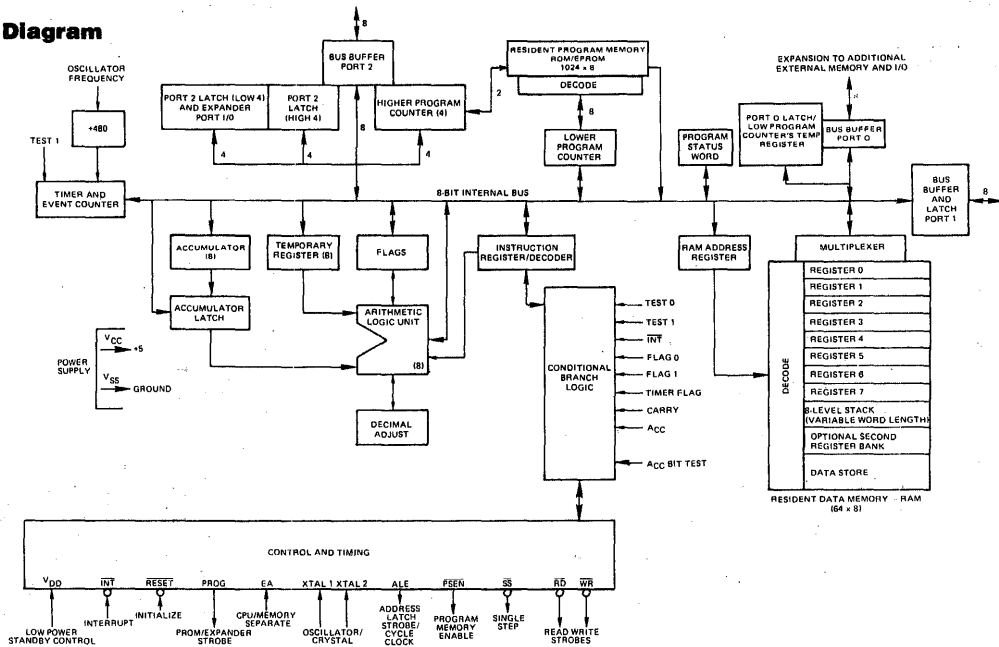 Diagram
8
OSCILLATOR
FREQUENCY
÷480
TEST 1
TIMER AND
EVENT COUNTER
BUS BUFFER
PORT 2
PORT 2 LATCH (LOW 4)
AND EXPANDER
PORT I/O
PORT 2
LATCH
(HIGH 4)
HIGHER PROGRAM
COUNTER (4)
4
4
4
8
2
RESIDENT PROGRAM MEMORY
ROM/EPROM
1024 x 8
DECODE
8
LOWER
PROGRAM
COUNTER
PROGRAM
STATUS
WORD
EXPANSION TO ADDITIONAL
EXTERNAL MEMORY AND I/O
8
PORT 0 LATCH/
LOW PROGRAM
COUNTER'S TEMP
REGISTER
BUS BUFFER
PORT 0
BUS
BUFFER
AND
LATCH
PORT 1
8
8-BIT INTERNAL BUS
ACCUMULATOR
(8)
TEMPORARY
REGISTER (8)
FLAGS
INSTRUCTION
REGISTER/DECODER
RAM ADDRESS
REGISTER
MULTIPLEXER
ACCUMULATOR
LATCH
ARITHMETIC
LOGIC UNIT
(8)
DECIMAL
ADJUST
POWER
SUPPLY
VCC
+5
VSS
GROUND
CONDITIONAL
BRANCH
LOGIC
TEST 0
TEST 1
INT
FLAG 0
FLAG 1
TIMER FLAG
CARRY
ACC
ACC BIT TEST
DECODE
REGISTER 0
REGISTER 1
REGISTER 2
REGISTER 3
REGISTER 4
REGISTER 5
REGISTER 6
REGISTER 7
8-LEVEL STACK
(VARIABLE WORD LENGTH)
OPTIONAL SECOND
REGISTER BANK
DATA STORE
RESIDENT DATA MEMORY - RAM
(64 x 8)
CONTROL AND TIMING
VDD INT RESET PROG EA XTAL 1 XTAL 2 ALE PSEN SS RD WR
LOW POWER
STANDBY CONTROL
INTERRUPT
INITIALIZE
PROM/EXPANDER
STROBE
CPU/MEMORY
SEPARATE
OSCILLATOR/
CRYSTAL
ADDRESS
LATCH
STROBE/
CYCLE
CLOCK
PROGRAM
MEMORY
ENABLE
SINGLE
STEP
READ WRITE
STROBES